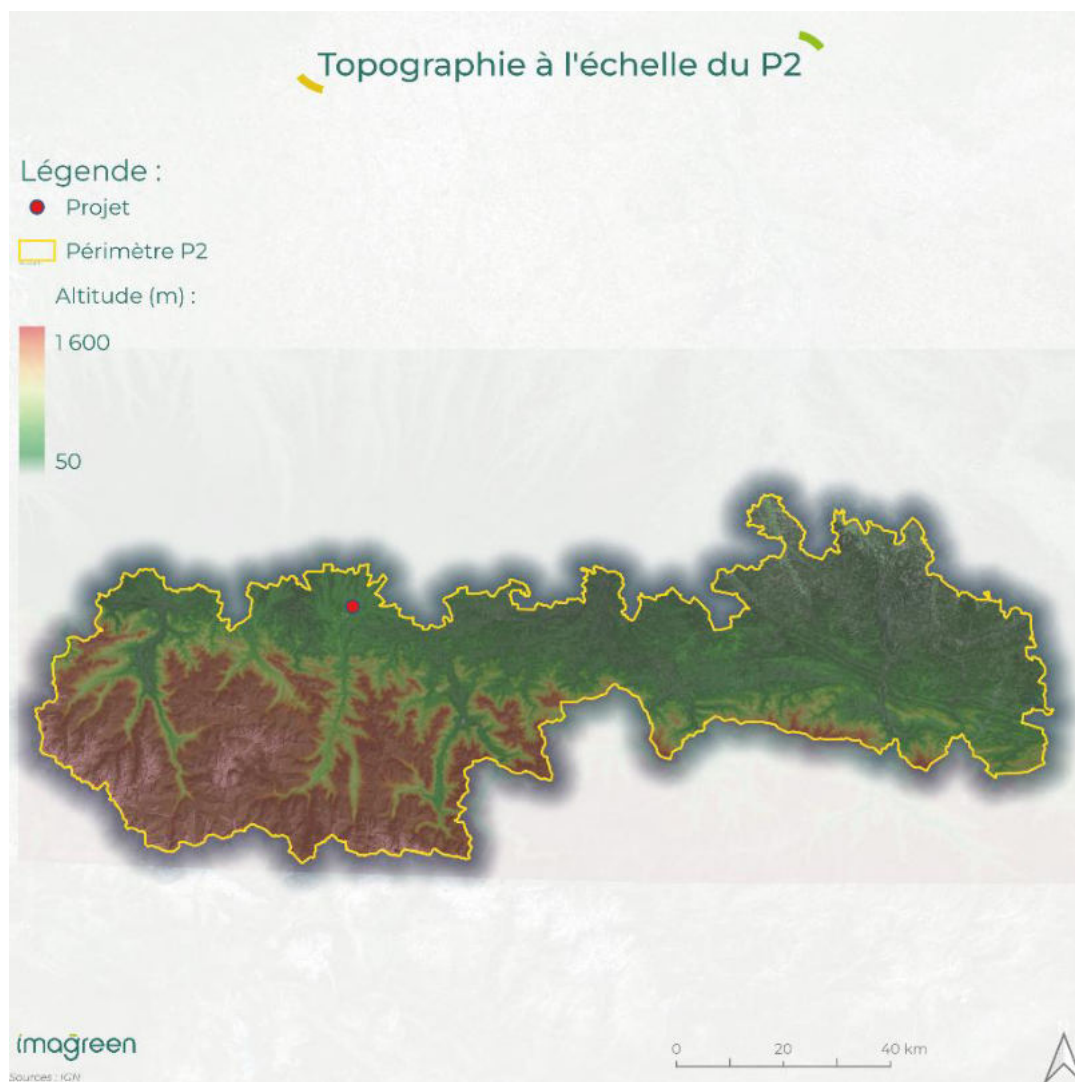 Topographie à l'échelle du P2
Légende :
Projet
Périmètre P2
Altitude (m) :
1 600
50
imagreen
Sources : IGN
0 20 40 km